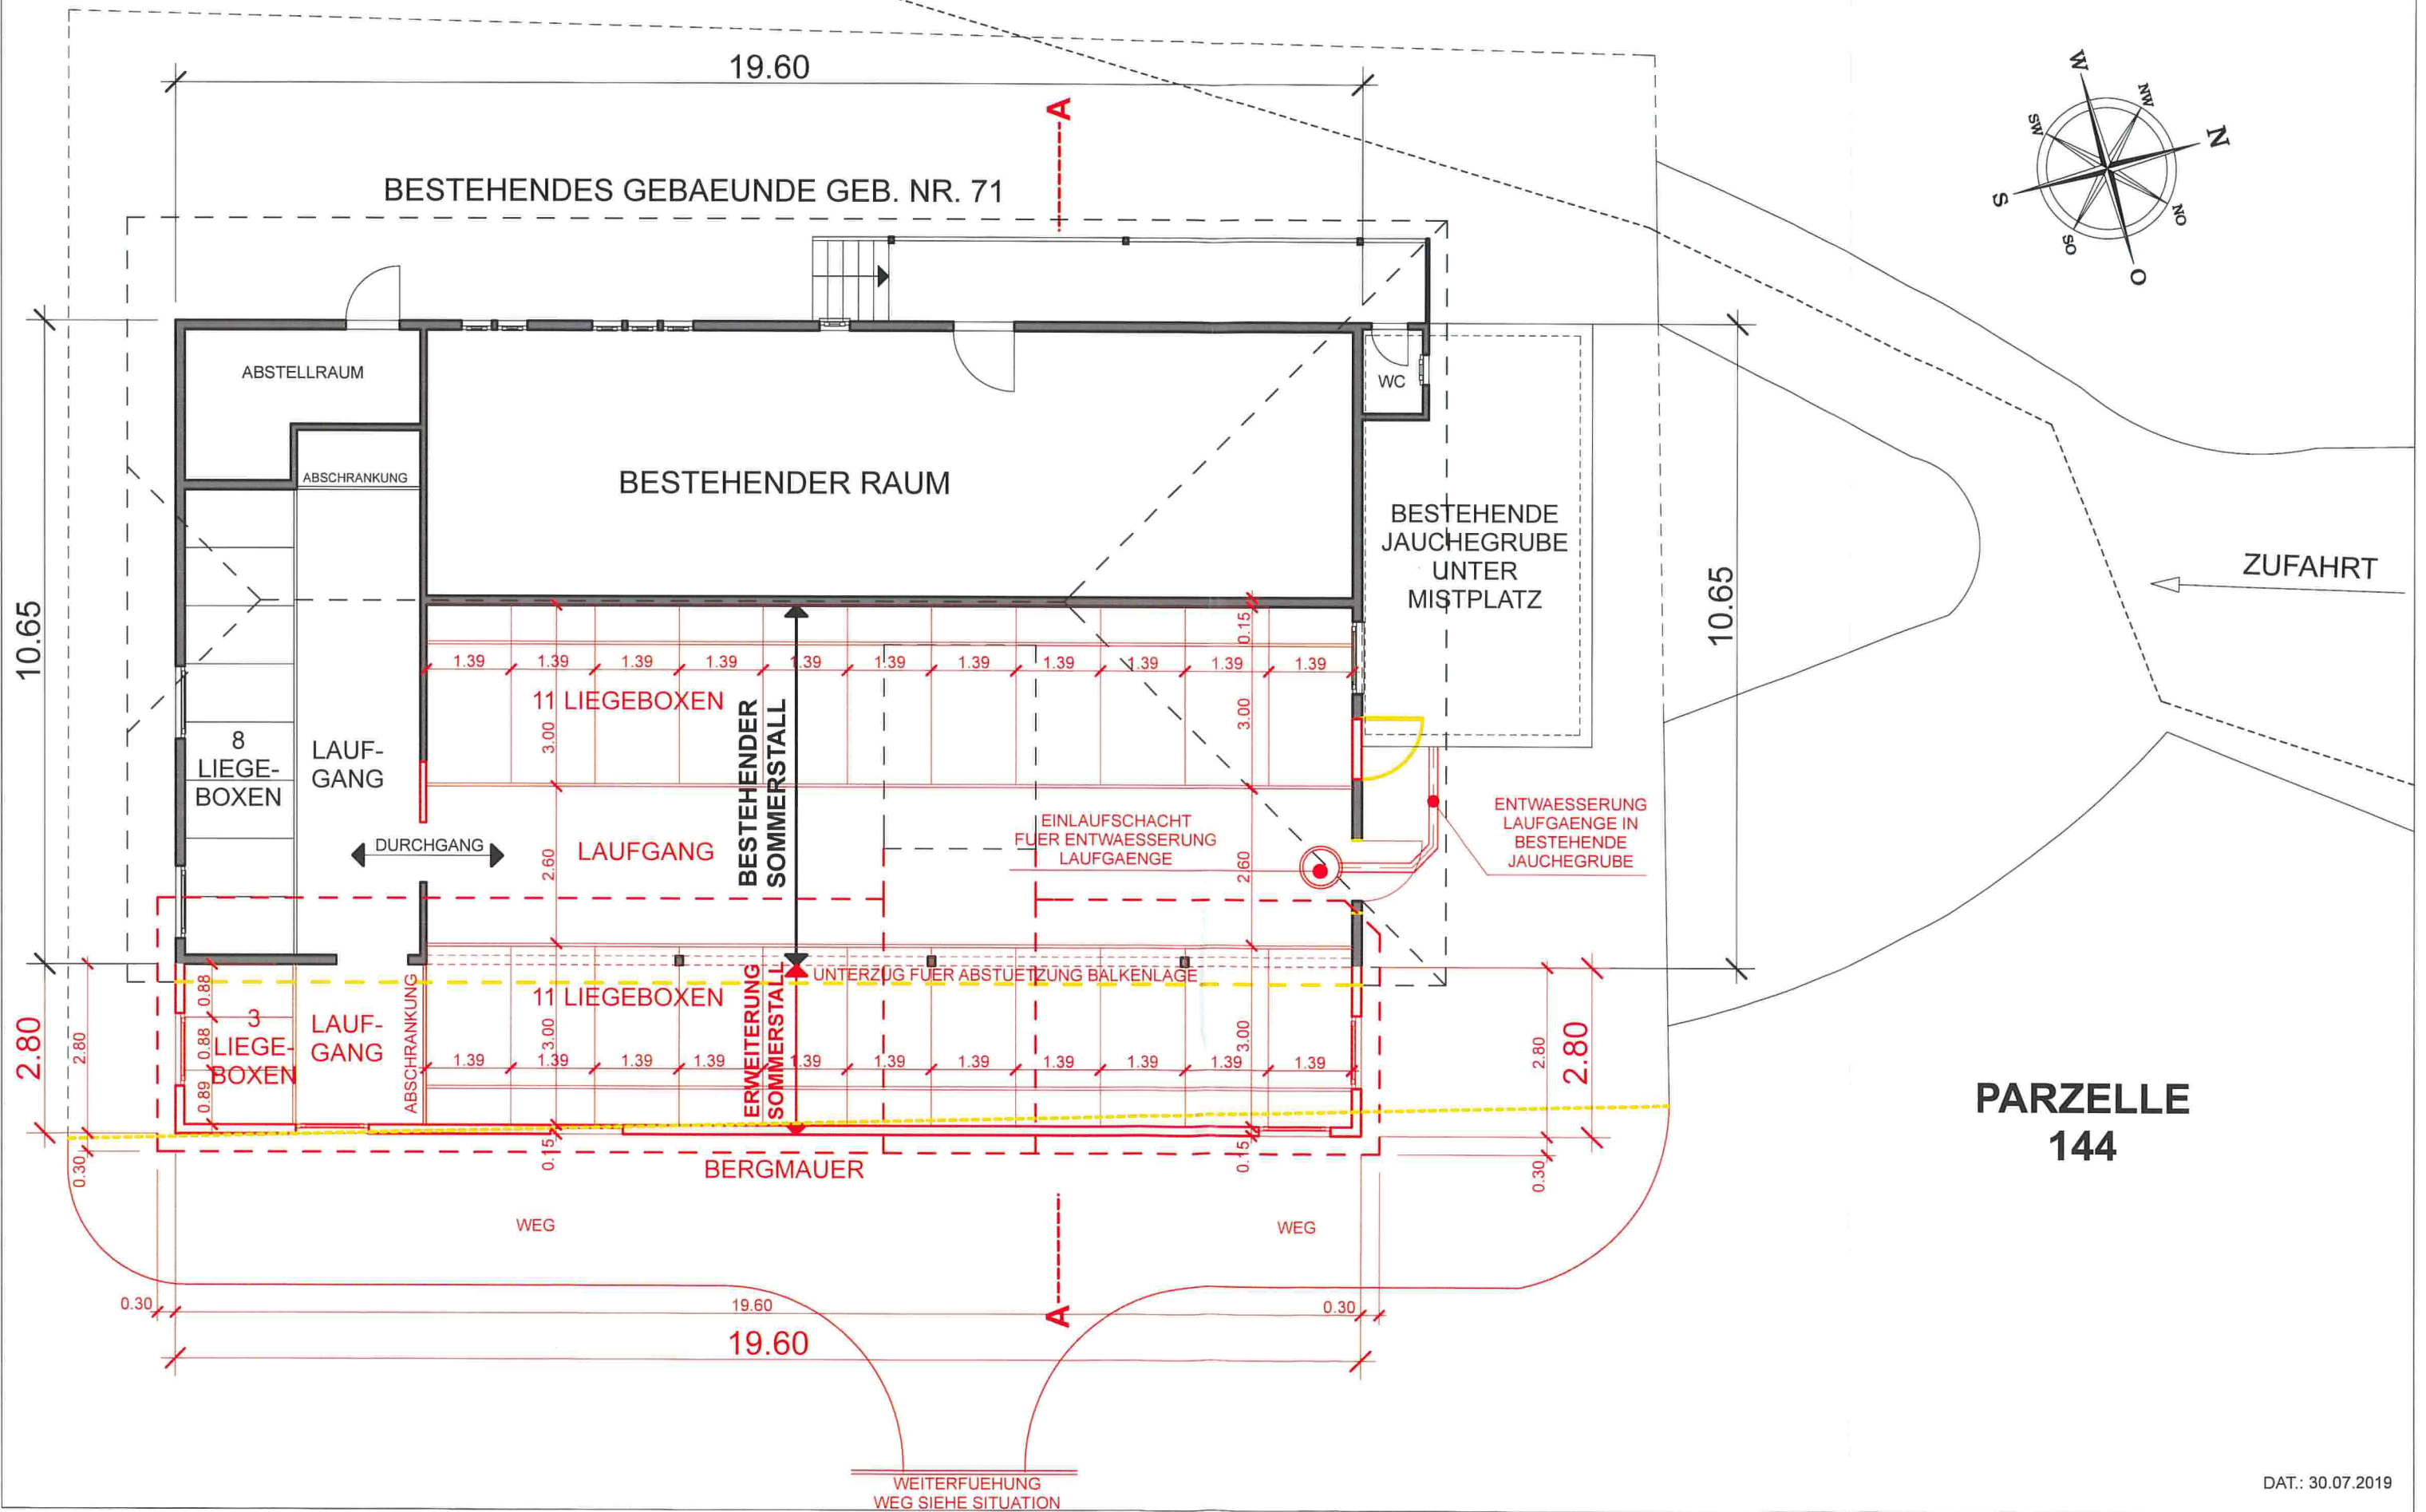 19.60
A
W
NW
N
SW
S
NO
SO
O
BESTEHENDES GEBAEUNDE GEB. NR. 71
ABSTELLRAUM
WC
ABSCHRANKUNG
BESTEHENDER RAUM
BESTEHENDE
JAUCHEGRUBE
UNTER
MISTPLATZ
ZUFAHRT
10.65
10.65
0.15
1.39 1.39 1.39 1.39 1.39 1.39 1.39 1.39 1.39 1.39 1.39
11 LIEGEBOXEN
3.00
3.00
BESTEHENDER
SOMMERSTALL
8
LIEGE-
BOXEN
LAUF-
GANG
DURCHGANG
LAUFGANG
2.60
2.60
EINLAUFSCHACHT
FUER ENTWAESSERUNG
LAUFGAENGE
ENTWAESSERUNG
LAUFGAENGE IN
BESTEHENDE
JAUCHEGRUBE
UNTERZUG FUER ABSTUETZUNG BALKENLAGE
11 LIEGEBOXEN
ERWEITERUNG
SOMMERSTALL
3
LIEGE-
BOXEN
LAUF-
GANG
ABSCHRANKUNG
0.88
0.88
0.89
3.00
3.00
1.39 1.39 1.39 1.39 1.39 1.39 1.39 1.39 1.39 1.39 1.39
2.80
2.80
2.80
2.80
0.30
0.15
0.15
0.30
BERGMAUER
PARZELLE
144
WEG
WEG
0.30
19.60
0.30
A
19.60
WEITERFUEHUNG
WEG SIEHE SITUATION
DAT.: 30.07.2019